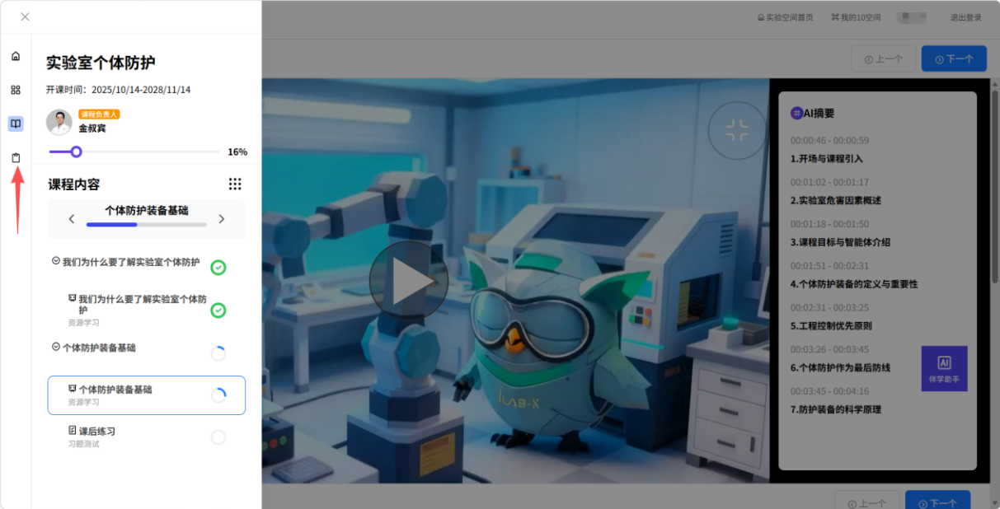 实验空间首页
我的10空间
退出登录
实验室个体防护
开课时间：2025/10/14-2028/11/14
课程负责人
金叔宾
16%
课程内容
个体防护装备基础
我们为什么要了解实验室个体防护
我们为什么要了解实验室个体防
护
资源学习
个体防护装备基础
个体防护装备基础
资源学习
课后练习
习题测试
上一个
下一个
iLAB-X
AI摘要
00:00:46 - 00:00:59
1.开场与课程引入
00:01:02 - 00:01:17
2.实验室危害因素概述
00:01:18 - 00:01:50
3.课程目标与智能体介绍
00:01:51 - 00:02:31
4.个体防护装备的定义与重要性
00:02:31 - 00:03:25
5.工程控制优先原则
00:03:26 - 00:03:45
6.个体防护作为最后防线
00:03:45 - 00:04:16
7.防护装备的科学原理
AI
伴学助手
上一个
下一个